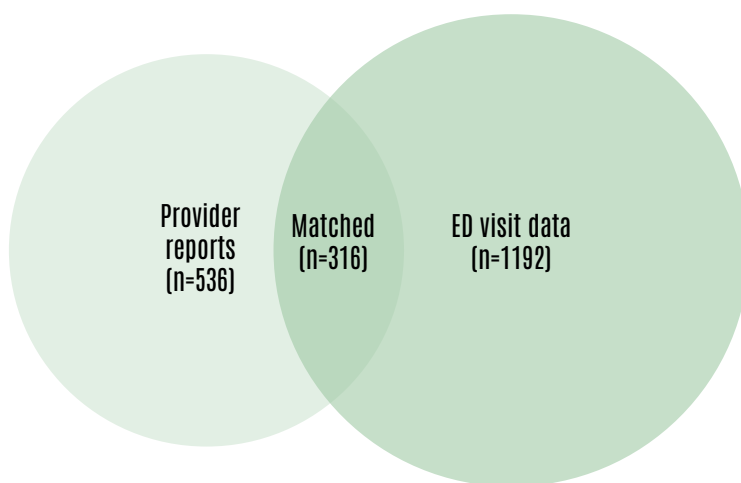 Provider
reports
(n=536)
Matched
(n=316)
ED visit data
(n=1192)